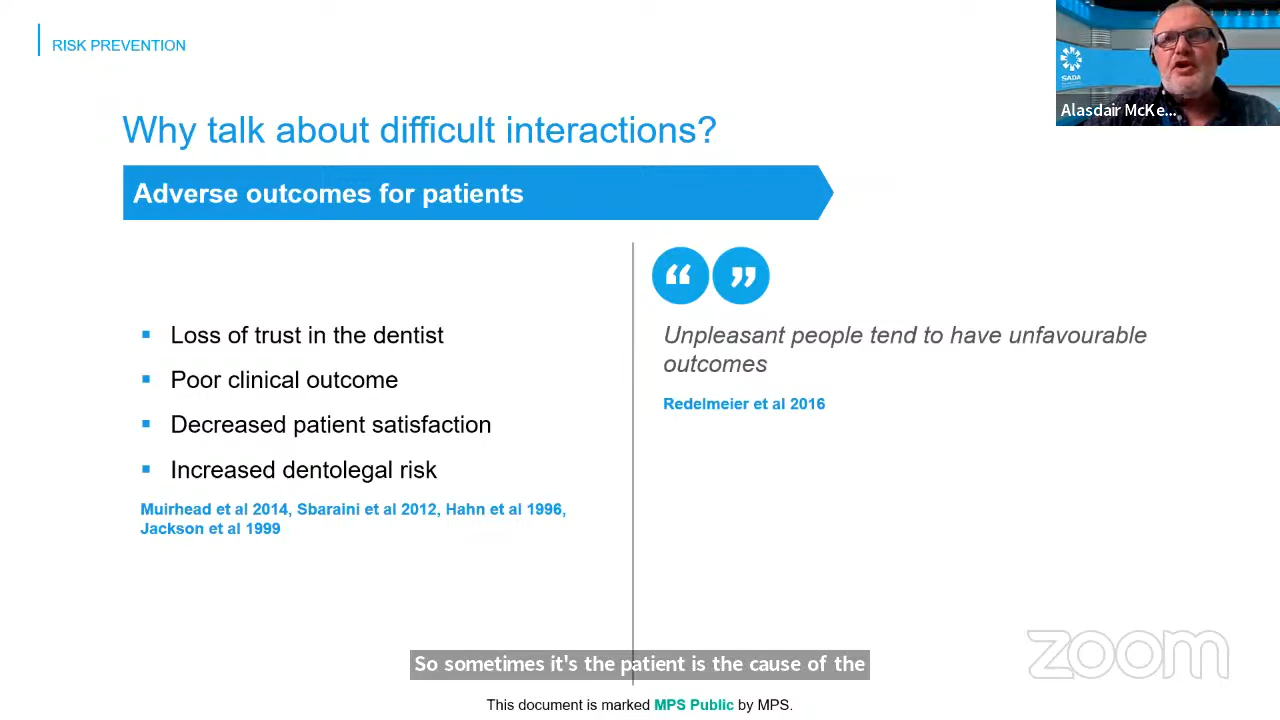 RISK PREVENTION
SADA
Alasdair McKe...
Why talk about difficult interactions?
Adverse outcomes for patients
“ ”
▪ Loss of trust in the dentist
▪ Poor clinical outcome
▪ Decreased patient satisfaction
▪ Increased dentolegal risk
Muirhead et al 2014, Sbaraini et al 2012, Hahn et al 1996,
Jackson et al 1999
Unpleasant people tend to have unfavourable
outcomes
Redelmeier et al 2016
zoom
So sometimes it's the patient is the cause of the
This document is marked MPS Public by MPS.